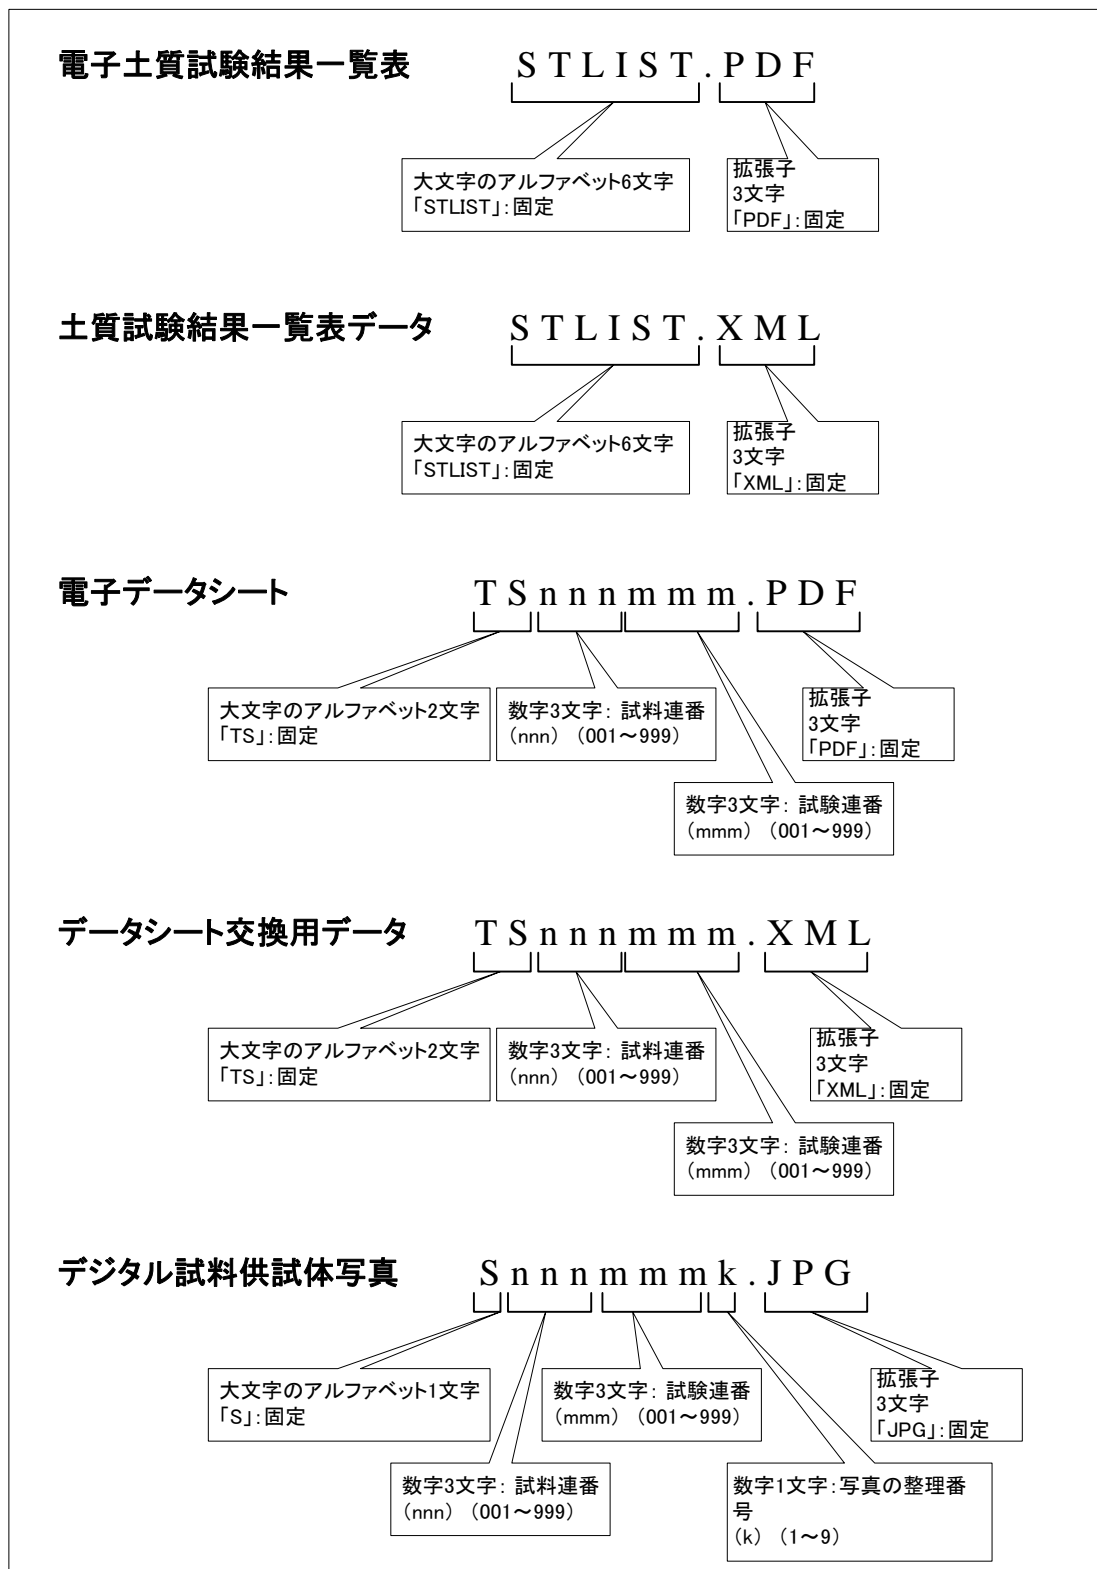 電子土質試験結果一覧表
STLIST.PDF
大文字のアルファベット6文字
「STLIST」:固定
拡張子
3文字
「PDF」:固定
土質試験結果一覧表データ
STLIST.XML
大文字のアルファベット6文字
「STLIST」:固定
拡張子
3文字
「XML」:固定
電子データシート
TSnnnmmm.PDF
大文字のアルファベット2文字
「TS」:固定
数字3文字: 試料連番
(nnn) (001～999)
拡張子
3文字
「PDF」:固定
数字3文字: 試験連番
(mmm) (001～999)
データシート交換用データ
TSnnnmmm.XML
大文字のアルファベット2文字
「TS」:固定
数字3文字: 試料連番
(nnn) (001～999)
拡張子
3文字
「XML」:固定
数字3文字: 試験連番
(mmm) (001～999)
デジタル試料供試体写真
Snnnmmmk.JPG
大文字のアルファベット1文字
「S」:固定
数字3文字: 試験連番
(mmm) (001～999)
拡張子
3文字
「JPG」:固定
数字3文字: 試料連番
(nnn) (001～999)
数字1文字:写真の整理番
号
(k) (1～9)